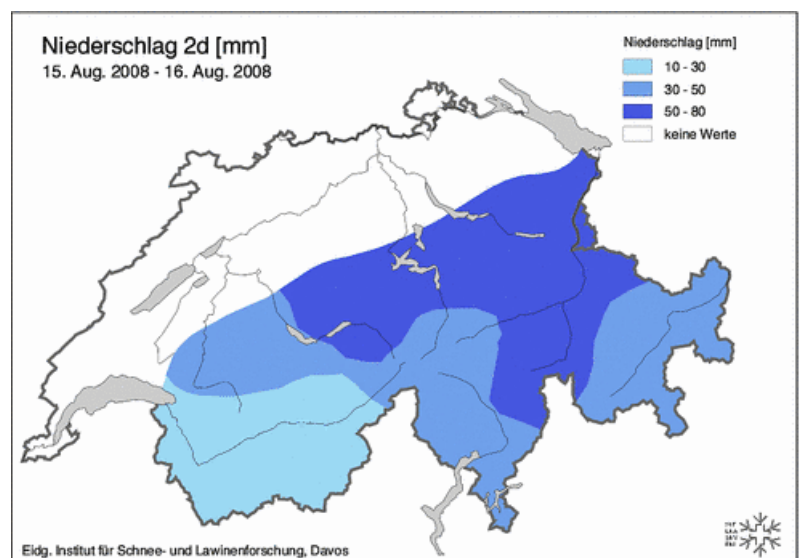 Niederschlag 2d [mm]
15. Aug. 2008 - 16. Aug. 2008
Niederschlag [mm]
10 - 30
30 - 50
50 - 80
keine Werte
Eidg. Institut für Schnee- und Lawinenforschung, Davos